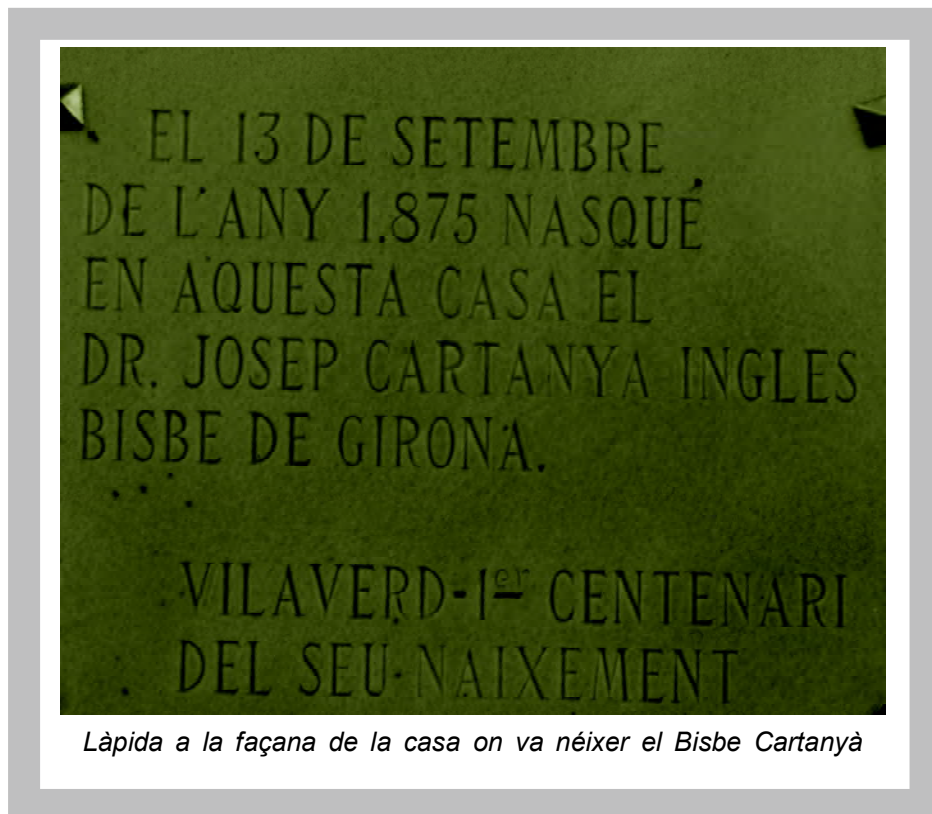 EL 13 DE SETEMBRE
DE L'ANY 1.875 NASQUÉ
EN AQUESTA CASA EL
DR. JOSEP CARTANYA INGLES
BISBE DE GIRONA.
VILAVERD-1er CENTENARI
DEL SEU NAIXEMENT
Làpida a la façana de la casa on va néixer el Bisbe Cartanyà